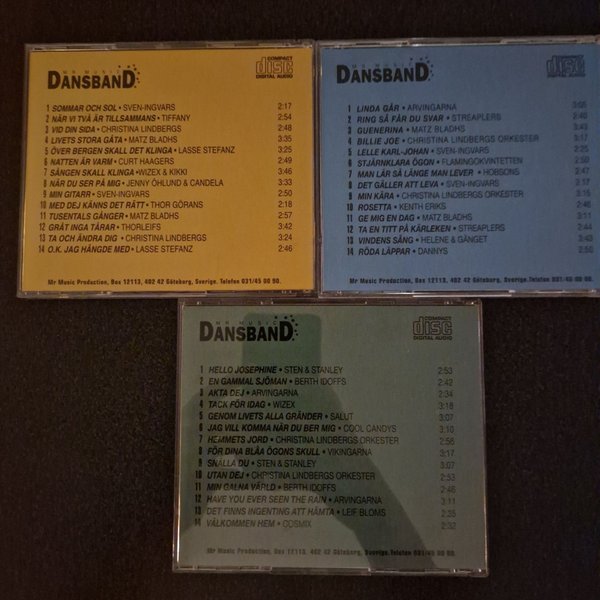 MR MUSIC
DANSBAND
COMPACT
disc
DIGITAL AUDIO
1 SOMMAR OCH SOL • SVEN-INGVARS 2:17
2 NÄR VI TVÅ ÄR TILLSAMMANS • TIFFANY 2:54
3 VID DIN SIDA • CHRISTINA LINDBERGS 2:48
4 LIVETS STORA GÅTA • MATZ BLADHS 2:35
5 ÖVER BERGEN SKALL DET KLINGA • LASSE STEFANZ 2:21
6 NATTEN ÄR VARM • CURT HAAGERS 2:49
7 SÅNGEN SKALL KLINGA • WIZEX & KIKKI 3:46
8 NÄR DU SER PÅ MIG • JENNY ÖHLUND & CANDELA 3:33
9 MIN GITARR • SVEN-INGVARS 2:50
10 MED DEJ KÄNNS DET RÄTT • THOR GÖRANS 2:18
11 TUSENTALS GÅNGER • MATZ BLADHS 2:57
12 GRÅT INGA TÅRAR • THORLEIFS 3:42
13 TA OCH ÄNDRA DIG • CHRISTINA LINDBERGS 3:24
14 O.K. JAG HÄNGDE MED • LASSE STEFANZ 2:46
Mr Music Production, Box 12113, 402 42 Göteborg, Sverige. Telefon 031/45 00 90.
MR MUSIC
DANSBAND
COMPACT
disc
DIGITAL AUDIO
1 LINDA GÅR • ARVINGARNA
2 RING SÅ FÅR DU SVAR • STREAPLERS
3 GUENERINA • MATZ BLADHS
4 BILLIE JOE • CHRISTINA LINDBERGS ORKESTER
5 LELLE KARL-JOHAN • SVEN-INGVARS
6 STJÄRNKLARA ÖGON • FLAMINGOKVINTETTEN
7 MAN LÄR SÅ LÄNGE MAN LEVER • HOBSONS 2:47
8 DET GÄLLER ATT LEVA • SVEN-INGVARS 2:17
9 MIN KÄRA • CHRISTINA LINDBERGS ORKESTER 3:15
10 ROSETTA • KENTH ERIKS 2:46
11 GE MIG EN DAG • MATZ BLADHS 3:11
12 TA EN TITT PÅ KÄRLEKEN • STREAPLERS 2:44
13 VINDENS SÅNG • HELENE & GÄNGET 3:43
14 RÖDA LÄPPAR • DANNYS
Mr Music Production, Box 12113, 402 42 Göteborg, Sverige. Telefon 031/45 00 90.
MR MUSIC
DANSBAND
COMPACT
disc
DIGITAL AUDIO
1 HELLO JOSEPHINE • STEN & STANLEY 2:53
2 EN GAMMAL SJÖMAN • BERTH IDOFFS 2:42
3 AKTA DEJ • ARVINGARNA 2:34
4 TACK FÖR IDAG • WIZEX 3:18
5 GENOM LIVETS ALLA GRÄNDER • SALUT 3:07
6 JAG VILL KOMMA NÄR DU BER MIG • COOL CANDYS 3:10
7 HEMMETS JORD • CHRISTINA LINDBERGS ORKESTER 2:56
8 FÖR DINA BLÅA ÖGONS SKULL • VIKINGARNA 3:17
9 SNÄLLA DU • STEN & STANLEY 3:07
10 UTAN DEJ • CHRISTINA LINDBERGS ORKESTER 2:53
11 MIN GALNA VÄRLD • BERTH IDOFFS 2:46
12 HAVE YOU EVER SEEN THE RAIN • ARVINGARNA 3:11
13 DET FINNS INGENTING ATT HÄMTA • LEIF BLOMS 2:35
14 VÄLKOMMEN HEM • COSMIX 2:32
Mr Music Production, Box 12113, 402 42 Göteborg, Sverige. Telefon 031/45 00 90.